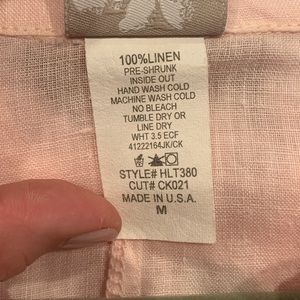 100%LINEN
PRE-SHRUNK
INSIDE OUT
HAND WASH COLD
MACHINE WASH COLD
NO BLEACH
TUMBLE DRY OR
LINE DRY
WHT 3.5 ECF
41222164JK/CK
STYLE# HLT380
CUT# CK021
MADE IN U.S.A.
M